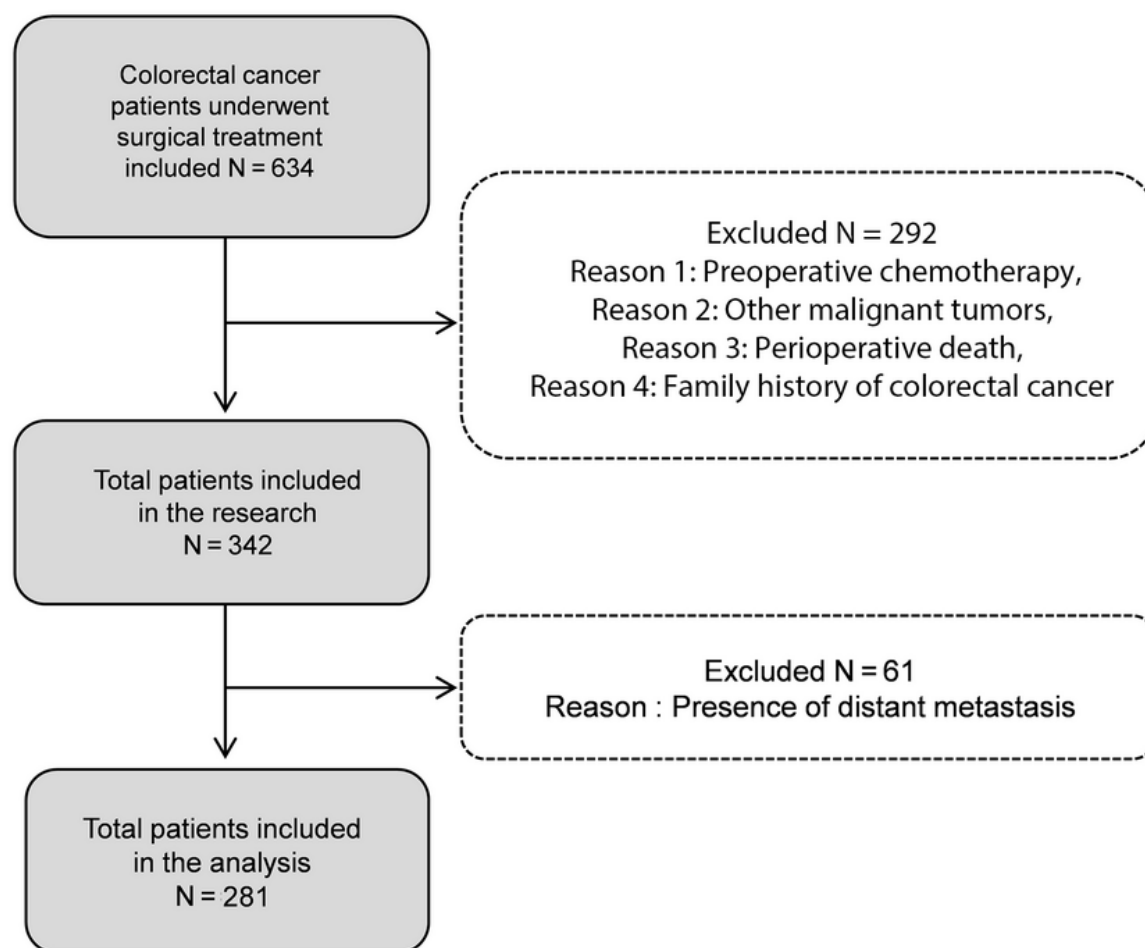 Colorectal cancer
patients underwent
surgical treatment
included N = 634
Excluded N = 292
Reason 1: Preoperative chemotherapy,
Reason 2: Other malignant tumors,
Reason 3: Perioperative death,
Reason 4: Family history of colorectal cancer
Total patients included
in the research
N = 342
Excluded N = 61
Reason : Presence of distant metastasis
Total patients included
in the analysis
N = 281